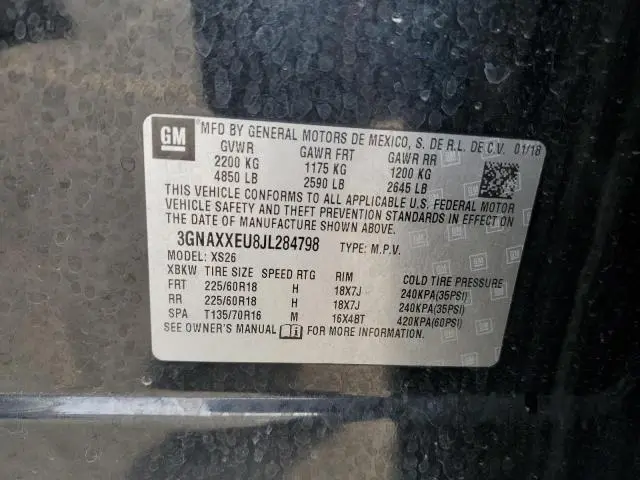 GM MFD BY GENERAL MOTORS DE MEXICO, S. DE R.L. DE C.V. 01/18
GVWR GAWR FRT GAWR RR
2200 KG 1175 KG 1200 KG
4850 LB 2590 LB 2645 LB
THIS VEHICLE CONFORMS TO ALL APPLICABLE U.S. FEDERAL MOTOR
VEHICLE SAFETY AND THEFT PREVENTION STANDARDS IN EFFECT ON
THE DATE OF MANUFACTURE SHOWN ABOVE.
3GNAXXEU8JL284798 TYPE: M.P.V.
MODEL: XS26
XBKW TIRE SIZE SPEED RTG RIM COLD TIRE PRESSURE
FRT 225/60R18 H 18X7J 240KPA(35PSI)
RR 225/60R18 H 18X7J 240KPA(35PSI)
SPA T135/70R16 M 16X4BT 420KPA(60PSI)
SEE OWNER'S MANUAL FOR MORE INFORMATION.